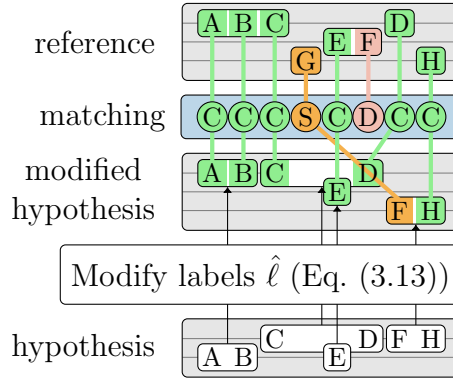 A B C D
reference E F
G H
matching C C C S C D C C
modified A B C D
hypothesis E F H
Modify labels ℓ̂ (Eq. (3.13))
C D F H
hypothesis A B E